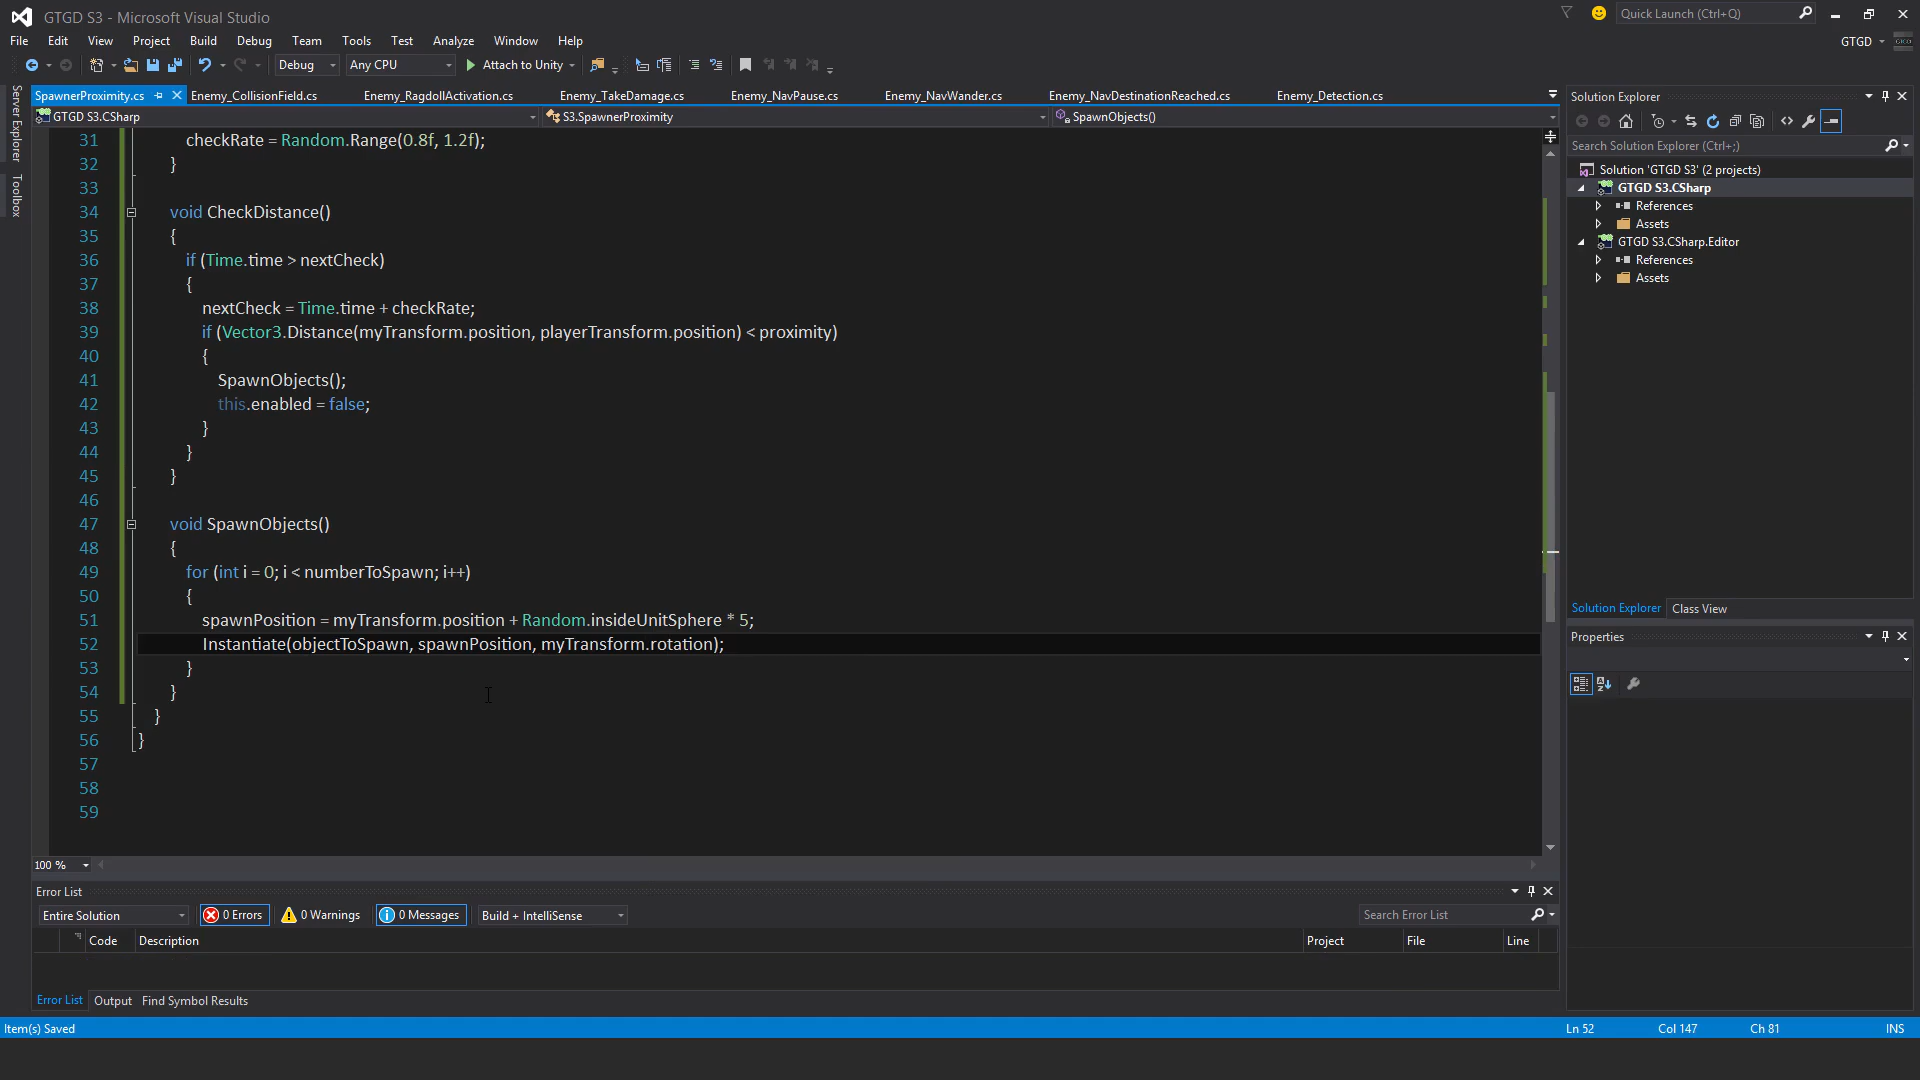 GTGD S3 - Microsoft Visual Studio
Quick Launch (Ctrl+Q)
File Edit View Project Build Debug Team Tools Test Analyze Window Help
GTGD
Debug Any CPU Attach to Unity
Server Explorer
Toolbox
SpawnerProximity.cs Enemy_CollisionField.cs Enemy_RagdollActivation.cs Enemy_TakeDamage.cs Enemy_NavPause.cs Enemy_NavWander.cs Enemy_NavDestinationReached.cs Enemy_Detection.cs
GTGD S3.CSharp S3.SpawnerProximity SpawnObjects()
31 checkRate = Random.Range(0.8f, 1.2f);
32 }
33
34 void CheckDistance()
35 {
36 if (Time.time > nextCheck)
37 {
38 nextCheck = Time.time + checkRate;
39 if (Vector3.Distance(myTransform.position, playerTransform.position) < proximity)
40 {
41 SpawnObjects();
42 this.enabled = false;
43 }
44 }
45 }
46
47 void SpawnObjects()
48 {
49 for (int i = 0; i < numberToSpawn; i++)
50 {
51 spawnPosition = myTransform.position + Random.insideUnitSphere * 5;
52 Instantiate(objectToSpawn, spawnPosition, myTransform.rotation);
53 }
54 }
55 }
56 }
57
58
59
100 %
Solution Explorer
Search Solution Explorer (Ctrl+;)
Solution 'GTGD S3' (2 projects)
GTGD S3.CSharp
References
Assets
GTGD S3.CSharp.Editor
References
Assets
Solution Explorer Class View
Properties
Error List
Entire Solution 0 Errors 0 Warnings 0 Messages Build + IntelliSense Search Error List
Code Description Project File Line
Error List Output Find Symbol Results
Item(s) Saved Ln 52 Col 147 Ch 81 INS